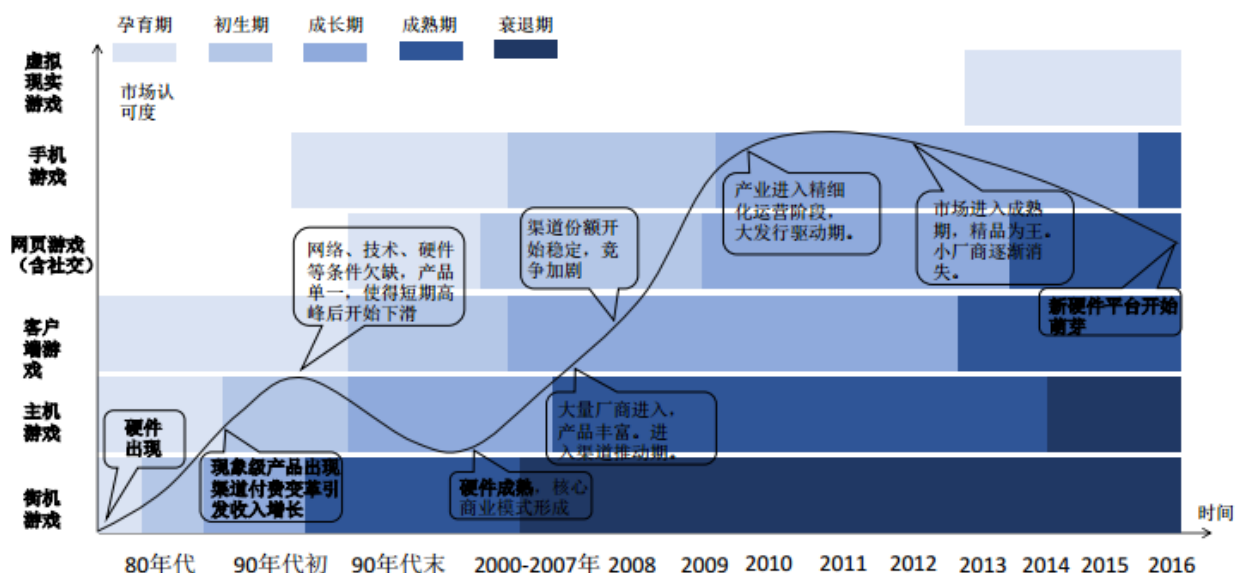 孕育期 初生期 成长期 成熟期 衰退期
虚拟
现实
游戏
市场认
可度
手机
游戏
产业进入精细
化运营阶段，
大发行驱动期。
市场进入成熟
期，精品为王。
小厂商逐渐消
失。
网页游戏
（含社交）
网络、技术、硬件
等条件欠缺，产品
单一，使得短期高
峰后开始下滑
渠道份额开
始稳定，竞
争加剧
新硬件平台开始
萌芽
客户
端游
戏
主机
游戏
硬件
出现
大量厂商进入，
产品丰富。进
入渠道推动期。
现象级产品出现
渠道付费变革引
发收入增长
硬件成熟，核心
商业模式形成
街机
游戏
时间
80年代 90年代初 90年代末 2000-2007年 2008 2009 2010 2011 2012 2013 2014 2015 2016